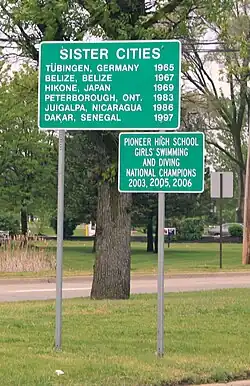 SISTER CITIES
TÜBINGEN, GERMANY 1965
BELIZE, BELIZE 1967
HIKONE, JAPAN 1969
PETERBOROUGH, ONT. 1983
JUIGALPA, NICARAGUA 1986
DAKAR, SENEGAL 1997
PIONEER HIGH SCHOOL
GIRLS' SWIMMING
AND DIVING
NATIONAL CHAMPIONS
2003, 2005, 2006